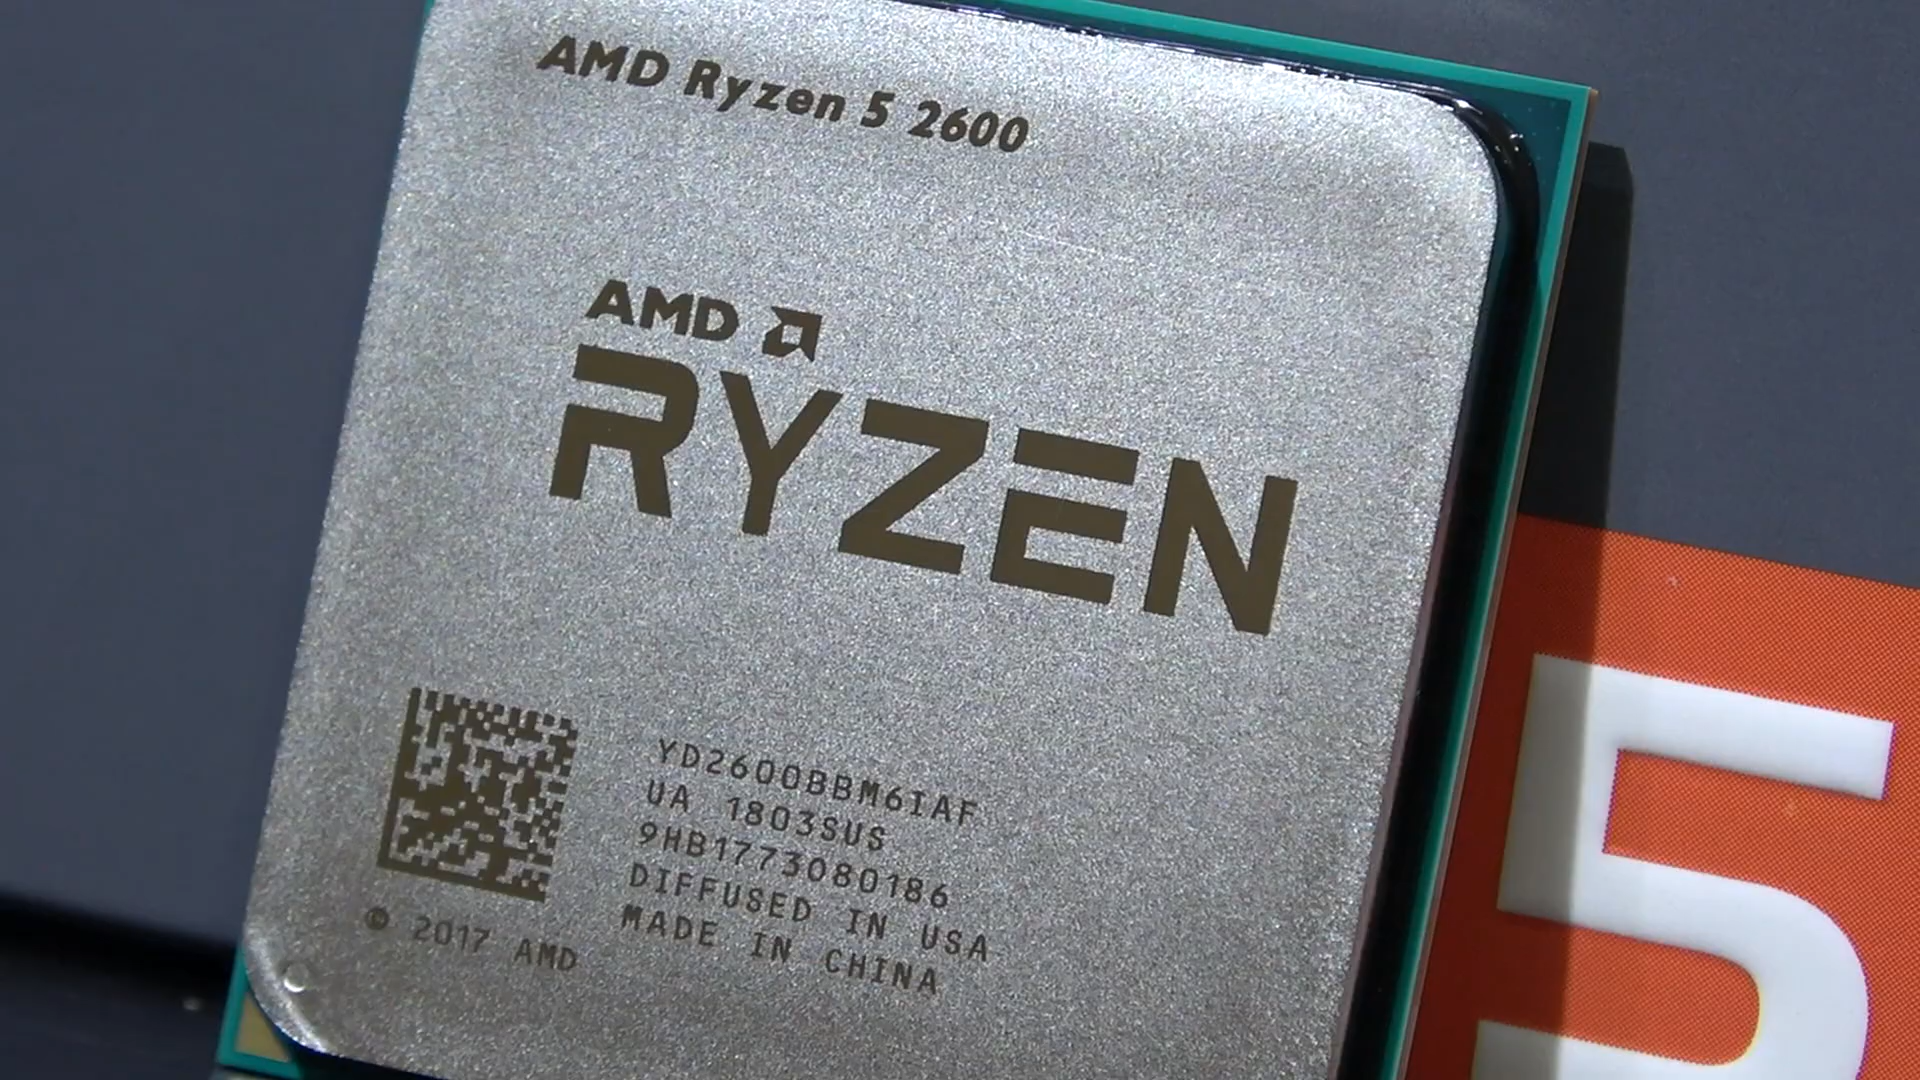 AMD Ryzen 5 2600
AMD
RYZEN
YD2600BBM6IAF
UA 1803SUS
9HB1773080186
DIFFUSED IN USA
MADE IN CHINA
© 2017 AMD
5